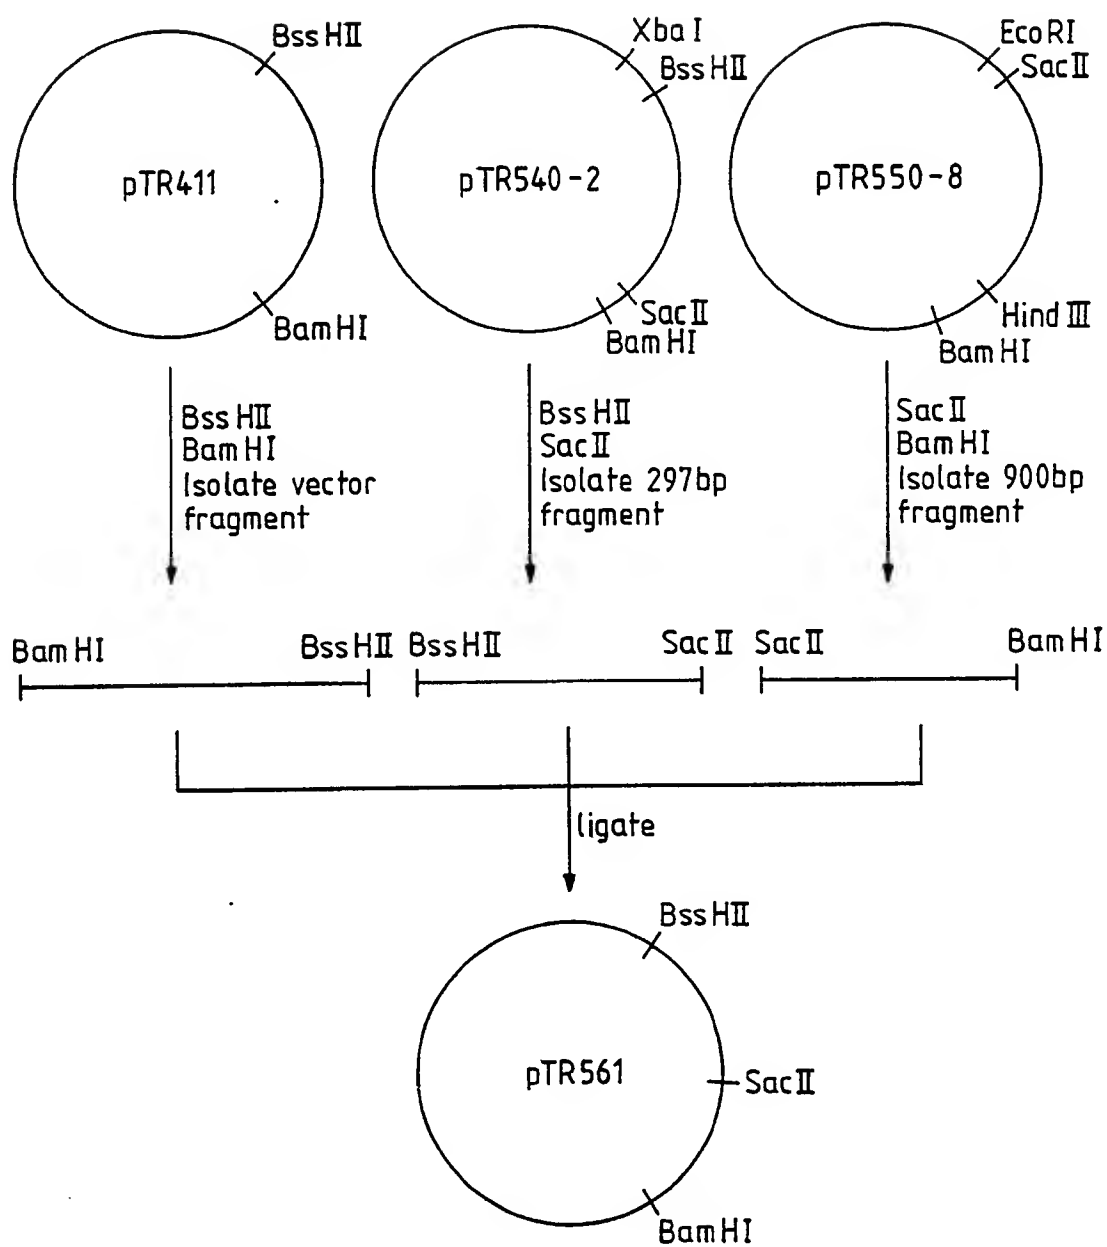 BssHII
XbaI
BssHII
EcoRI
SacII
pTR411
pTR540-2
pTR550-8
BamHI
SacII
BamHI
HindIII
BamHI
BssHII
BamHI
Isolate vector
fragment
BssHII
SacII
Isolate 297bp
fragment
SacII
BamHI
Isolate 900bp
fragment
BamHI
BssHII
BssHII
SacII
SacII
BamHI
ligate
BssHII
pTR561
SacII
BamHI